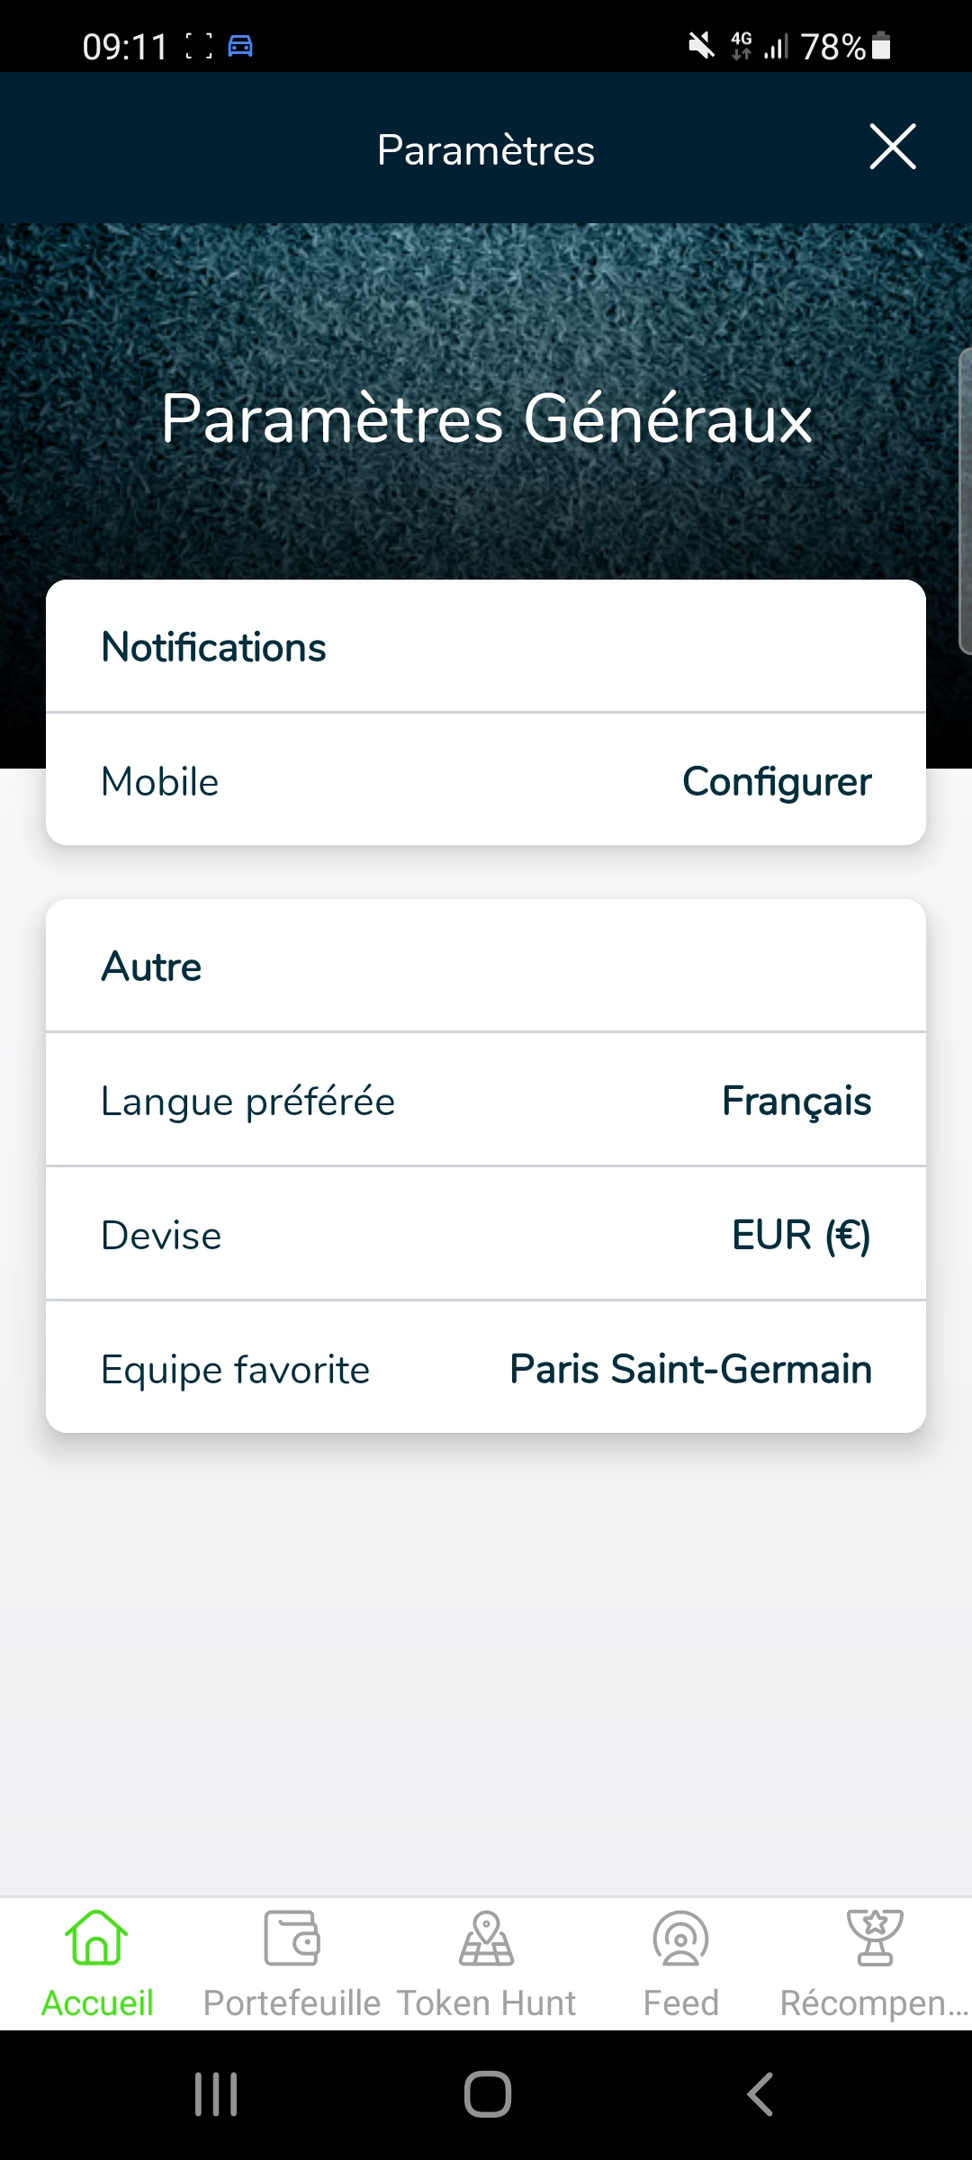 09:11
4G 78%
Paramètres
Paramètres Généraux
Notifications
Mobile Configurer
Autre
Langue préférée Français
Devise EUR (€)
Equipe favorite Paris Saint-Germain
Accueil Portefeuille Token Hunt Feed Récompen...